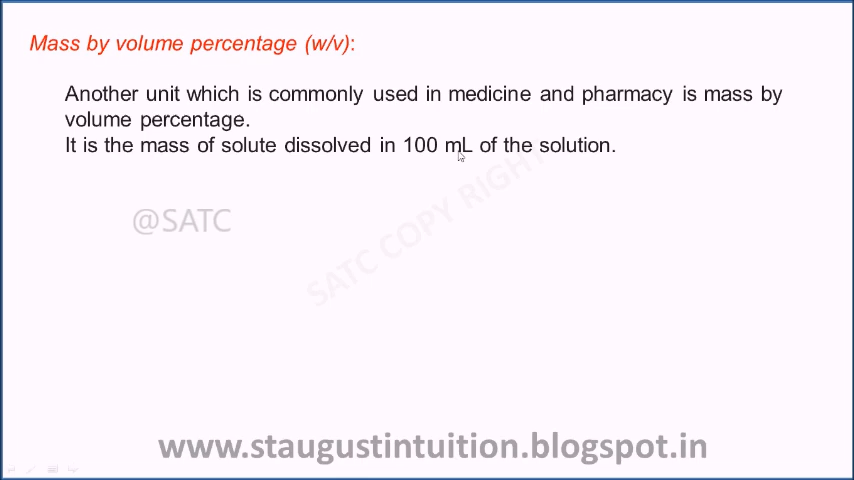 Mass by volume percentage (w/v):
Another unit which is commonly used in medicine and pharmacy is mass by
volume percentage.
It is the mass of solute dissolved in 100 mL of the solution.
@SATC
SATC COPY RIGHT
www.staugustintuition.blogspot.in